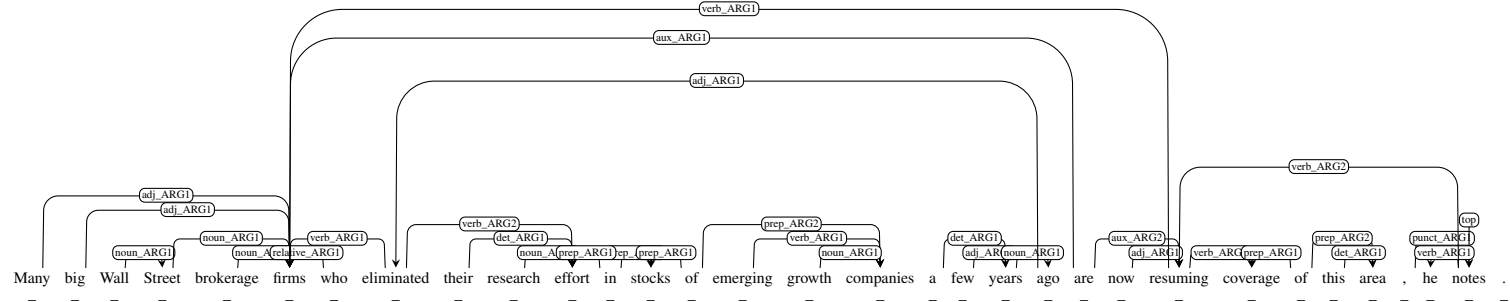 verb_ARG1
aux_ARG1
adj_ARG1
verb_ARG2
adj_ARG1
adj_ARG1
verb_ARG2 prep_ARG2 top
noun_ARG1 verb_ARG1 det_ARG1 verb_ARG1 det_ARG1 aux_ARG2 prep_ARG2 punct_ARG1
noun_ARG1 relative_ARG1 prep_ARG1 prep_ARG1 noun_ARG1 noun_ARG1 adj_ARG1 prep_ARG1 det_ARG1 verb_ARG1
Many big Wall Street brokerage firms who eliminated their research effort in stocks of emerging growth companies a few years ago are now resuming coverage of this area , he notes .
_ _ _ _ _ _ _ _ _ _ _ _ _ _ _ _ _ _ _ _ _ _ _ _ _ _ _ _ _ _ _ _